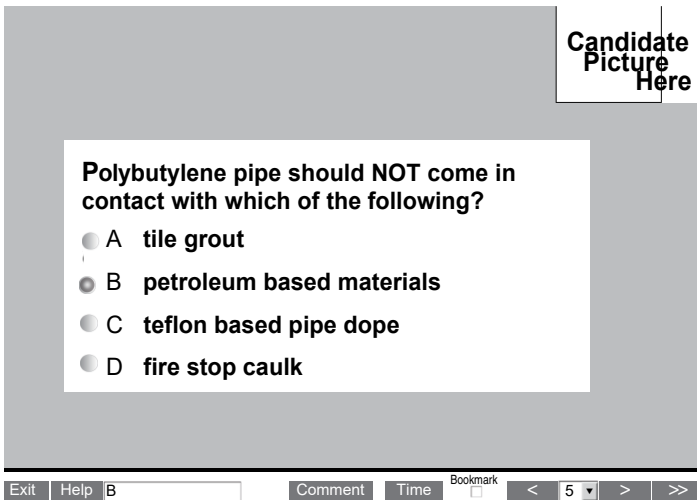 Candidate
Picture
Here
Polybutylene pipe should NOT come in
contact with which of the following?
A tile grout
B petroleum based materials
C teflon based pipe dope
D fire stop caulk
Exit Help B Comment Time Bookmark < 5 > >>